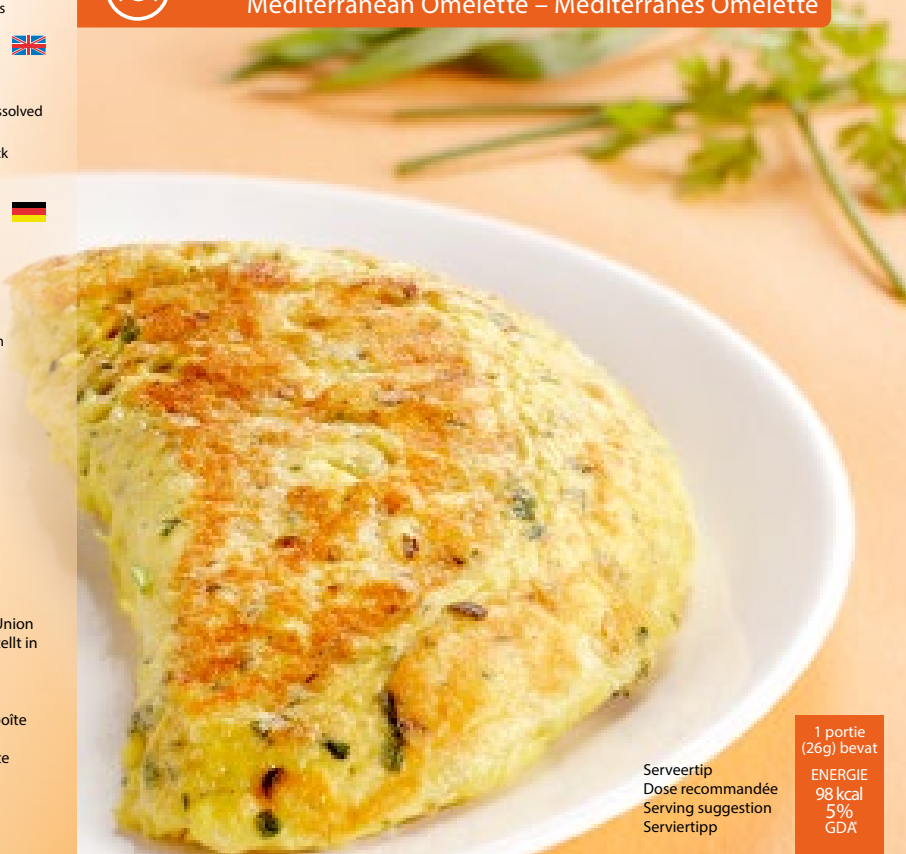 Mediterranean Omelette – Mediterranes Omelette
s
ssolved
k
n
Union
ellt in
oîte
te
Serveertip
Dose recommandée
Serving suggestion
Serviertipp
1 portie
(26g) bevat
ENERGIE
98 kcal
5%
GDA*